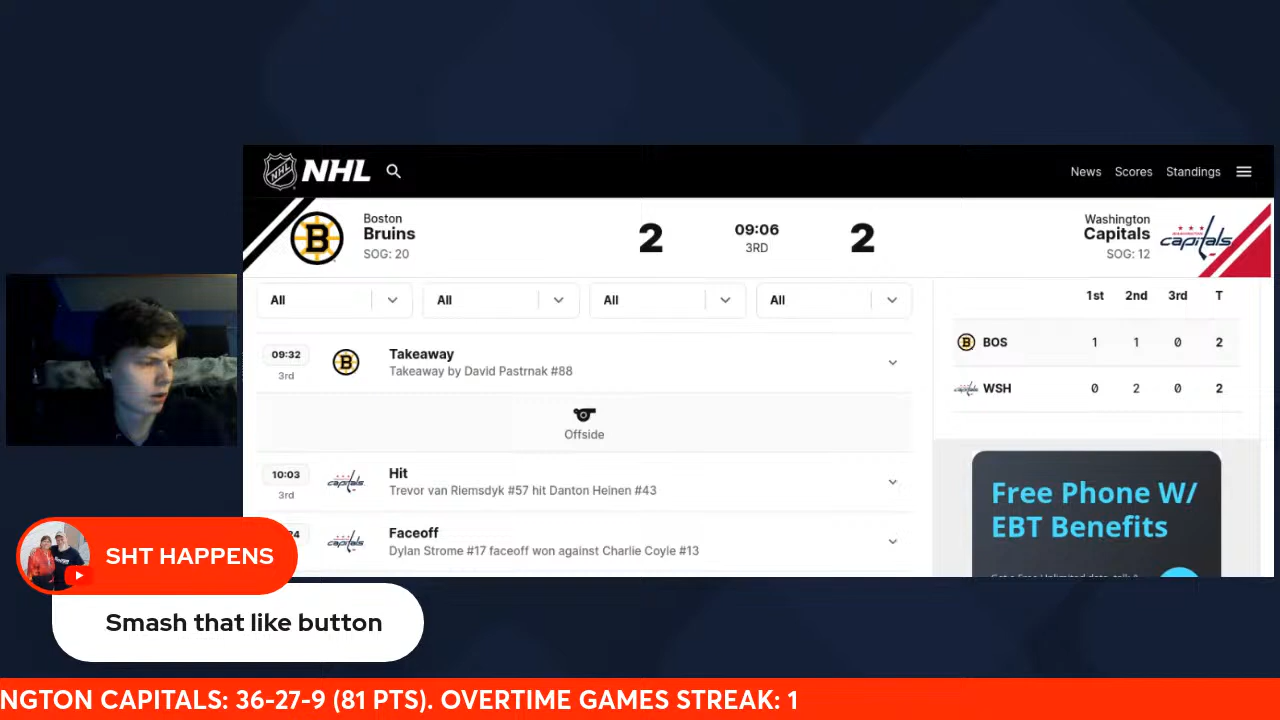 NHL
News Scores Standings
Boston
Bruins
SOG: 20
2
09:06
3RD
2
Washington
Capitals
SOG: 12
capitals
All All All All
1st 2nd 3rd T
BOS 1 1 0 2
WSH 0 2 0 2
09:32
3rd
Takeaway
Takeaway by David Pastrnak #88
Offside
10:03
3rd
Hit
Trevor van Riemsdyk #57 hit Danton Heinen #43
Faceoff
Dylan Strome #17 faceoff won against Charlie Coyle #13
Free Phone W/
EBT Benefits
SHT HAPPENS
Smash that like button
NGTON CAPITALS: 36-27-9 (81 PTS). OVERTIME GAMES STREAK: 1